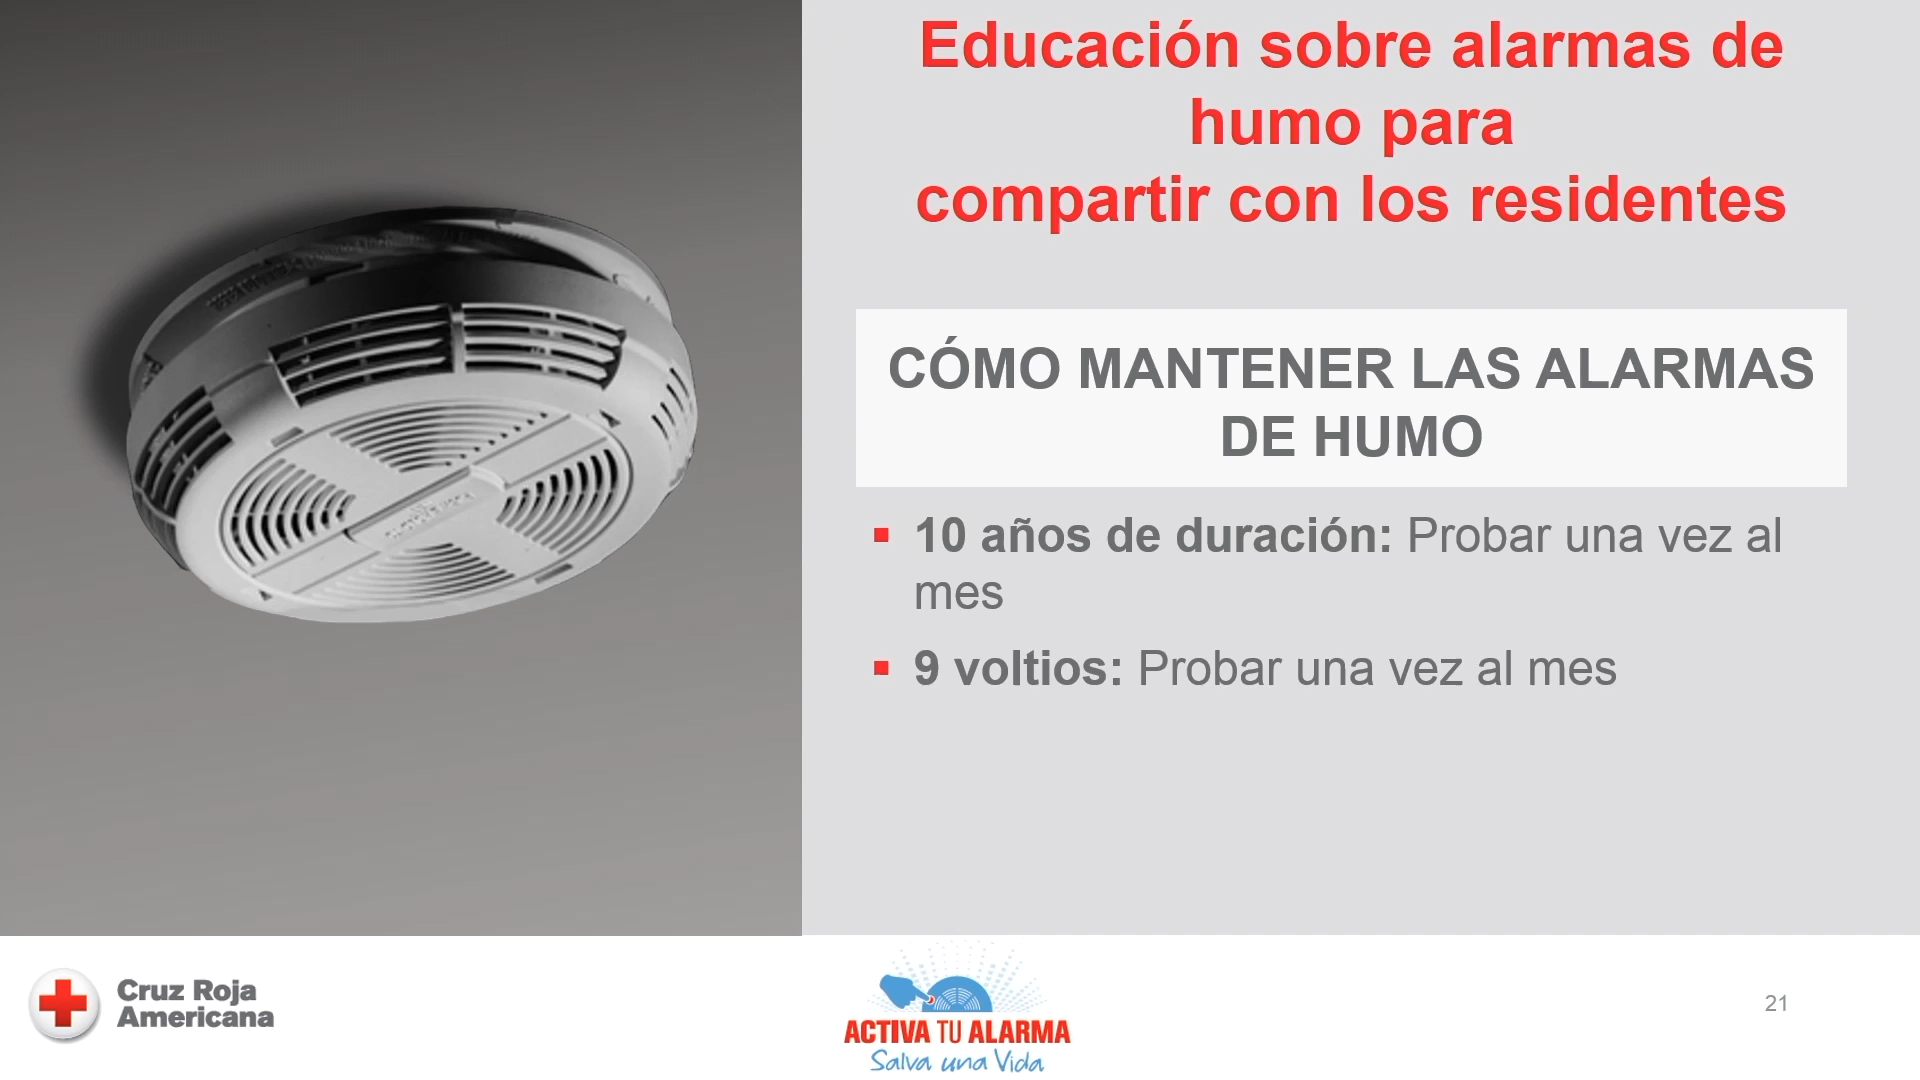 Educación sobre alarmas de
humo para
compartir con los residentes
CÓMO MANTENER LAS ALARMAS
DE HUMO
▪ 10 años de duración: Probar una vez al
mes
▪ 9 voltios: Probar una vez al mes
Cruz Roja
Americana
ACTIVA TU ALARMA
Salva una Vida
21